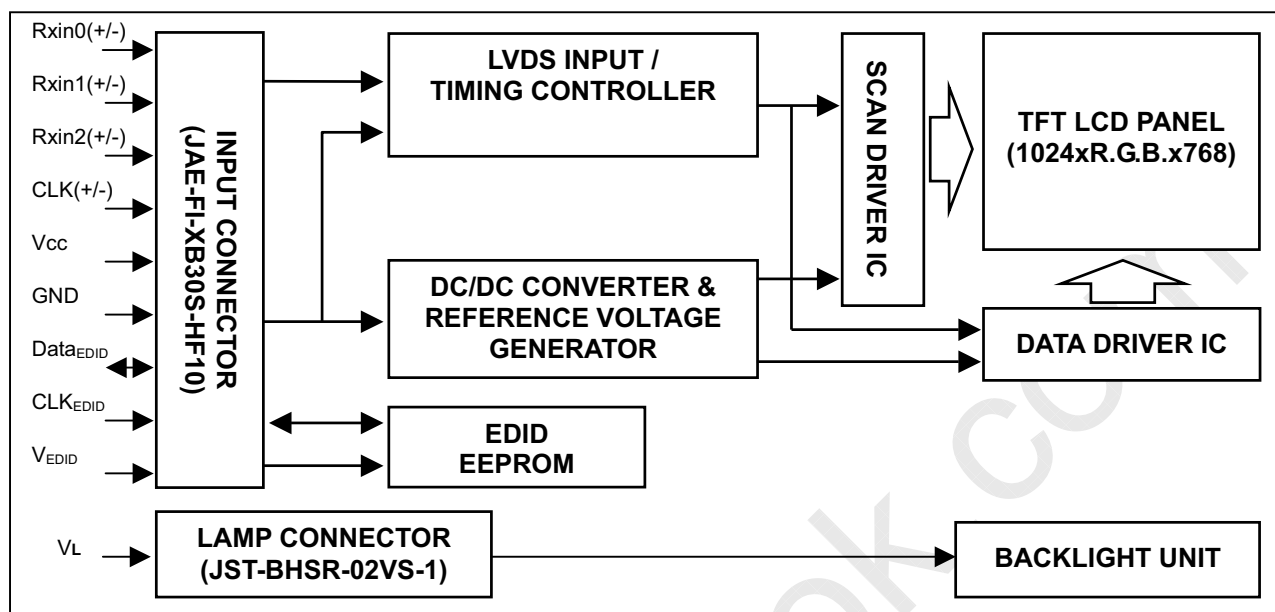 Rxin0(+/-)
Rxin1(+/-)
Rxin2(+/-)
CLK(+/-)
Vcc
GND
DataEDID
CLKEDID
VEDID
VL
INPUT CONNECTOR
(JAE-FI-XB30S-HF10)
LVDS INPUT /
TIMING CONTROLLER
DC/DC CONVERTER &
REFERENCE VOLTAGE
GENERATOR
EDID
EEPROM
SCAN DRIVER IC
TFT LCD PANEL
(1024xR.G.B.x768)
DATA DRIVER IC
LAMP CONNECTOR
(JST-BHSR-02VS-1)
BACKLIGHT UNIT